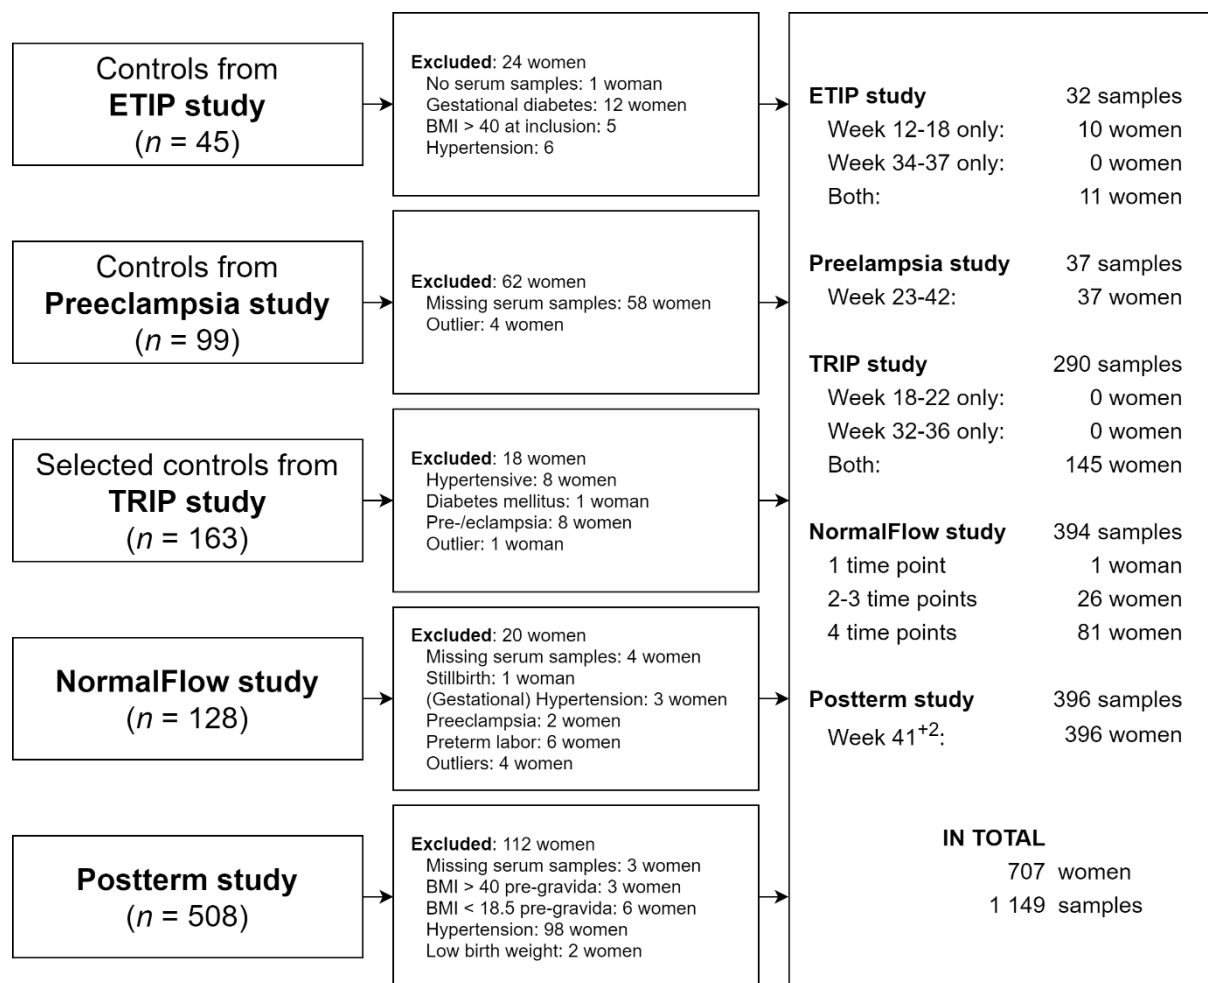 Controls from
ETIP study
(n = 45)
Excluded: 24 women
No serum samples: 1 woman
Gestational diabetes: 12 women
BMI > 40 at inclusion: 5
Hypertension: 6
Controls from
Preeclampsia study
(n = 99)
Excluded: 62 women
Missing serum samples: 58 women
Outlier: 4 women
Selected controls from
TRIP study
(n = 163)
Excluded: 18 women
Hypertensive: 8 women
Diabetes mellitus: 1 woman
Pre-/eclampsia: 8 women
Outlier: 1 woman
NormalFlow study
(n = 128)
Excluded: 20 women
Missing serum samples: 4 women
Stillbirth: 1 woman
(Gestational) Hypertension: 3 women
Preeclampsia: 2 women
Preterm labor: 6 women
Outliers: 4 women
Postterm study
(n = 508)
Excluded: 112 women
Missing serum samples: 3 women
BMI > 40 pre-gravida: 3 women
BMI < 18.5 pre-gravida: 6 women
Hypertension: 98 women
Low birth weight: 2 women
ETIP study 32 samples
Week 12-18 only: 10 women
Week 34-37 only: 0 women
Both: 11 women
Preelampsia study 37 samples
Week 23-42: 37 women
TRIP study 290 samples
Week 18-22 only: 0 women
Week 32-36 only: 0 women
Both: 145 women
NormalFlow study 394 samples
1 time point 1 woman
2-3 time points 26 women
4 time points 81 women
Postterm study 396 samples
Week 41+2: 396 women
IN TOTAL
707 women
1 149 samples